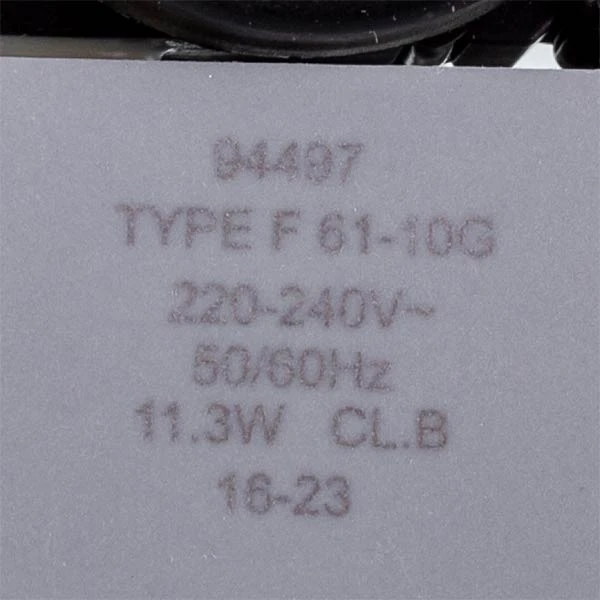 94497
TYPE F 61-10G
220-240V~
50/60Hz
11.3W CL.B
16-23